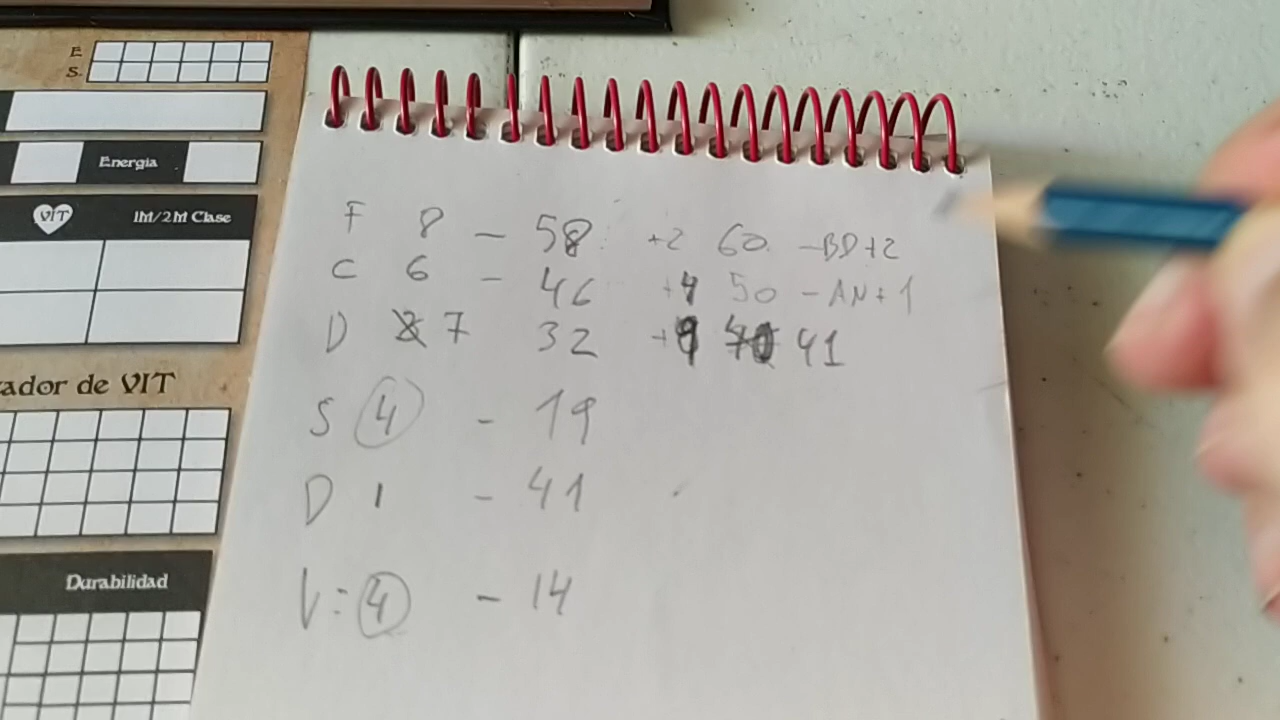 E
S
Energía
VIT 1M/2M Clase
ador de VIT
Durabilidad
F 8 - 58 +2 60 -BD+2
C 6 - 46 +4 50 -AN+1
D 7 32 +9 41
S 4 - 19
D 1 - 41
V: 4 - 14